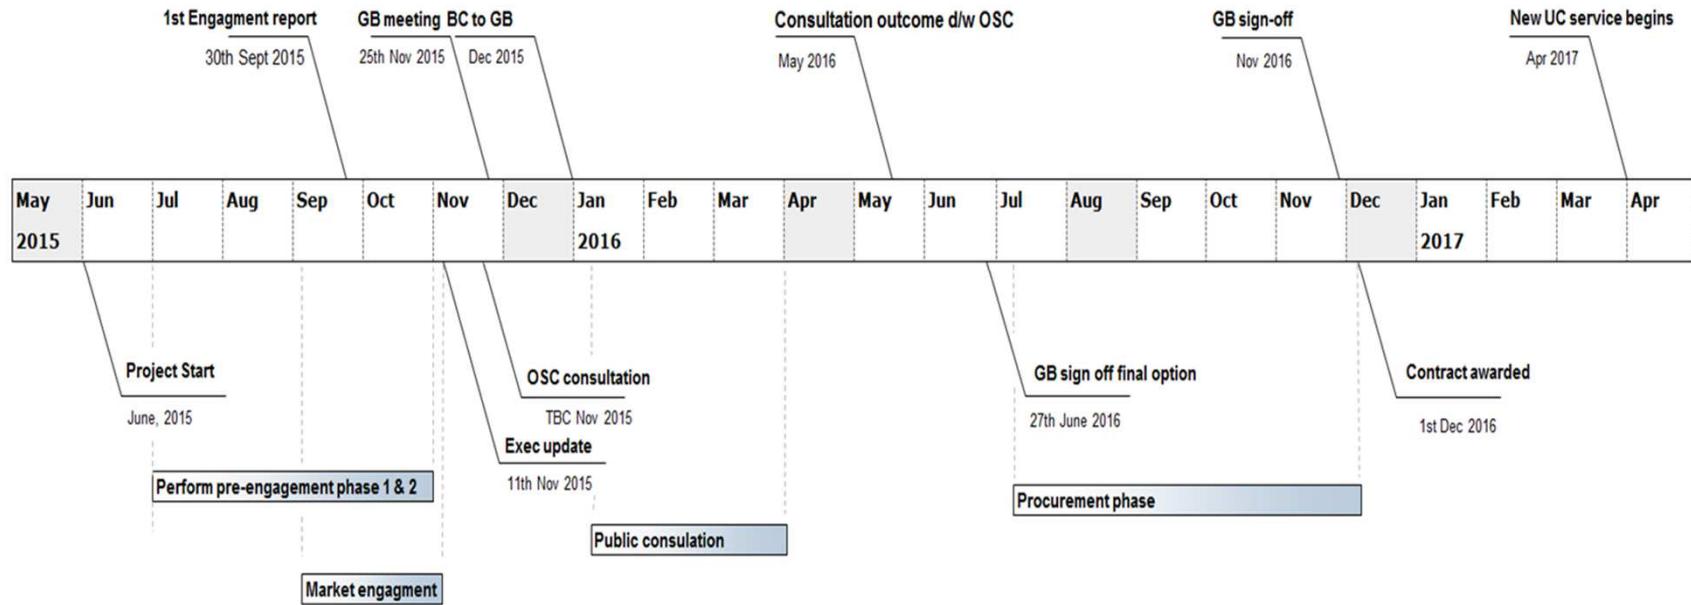 1st Engagment report
30th Sept 2015
GB meeting
25th Nov 2015
BC to GB
Dec 2015
Consultation outcome d/w OSC
May 2016
GB sign-off
Nov 2016
New UC service begins
Apr 2017
May Jun Jul Aug Sep Oct Nov Dec Jan Feb Mar Apr May Jun Jul Aug Sep Oct Nov Dec Jan Feb Mar Apr
2015 2016 2017
Project Start
June, 2015
OSC consultation
TBC Nov 2015
Exec update
11th Nov 2015
GB sign off final option
27th June 2016
Contract awarded
1st Dec 2016
Perform pre-engagement phase 1 & 2
Procurement phase
Public consulation
Market engagment